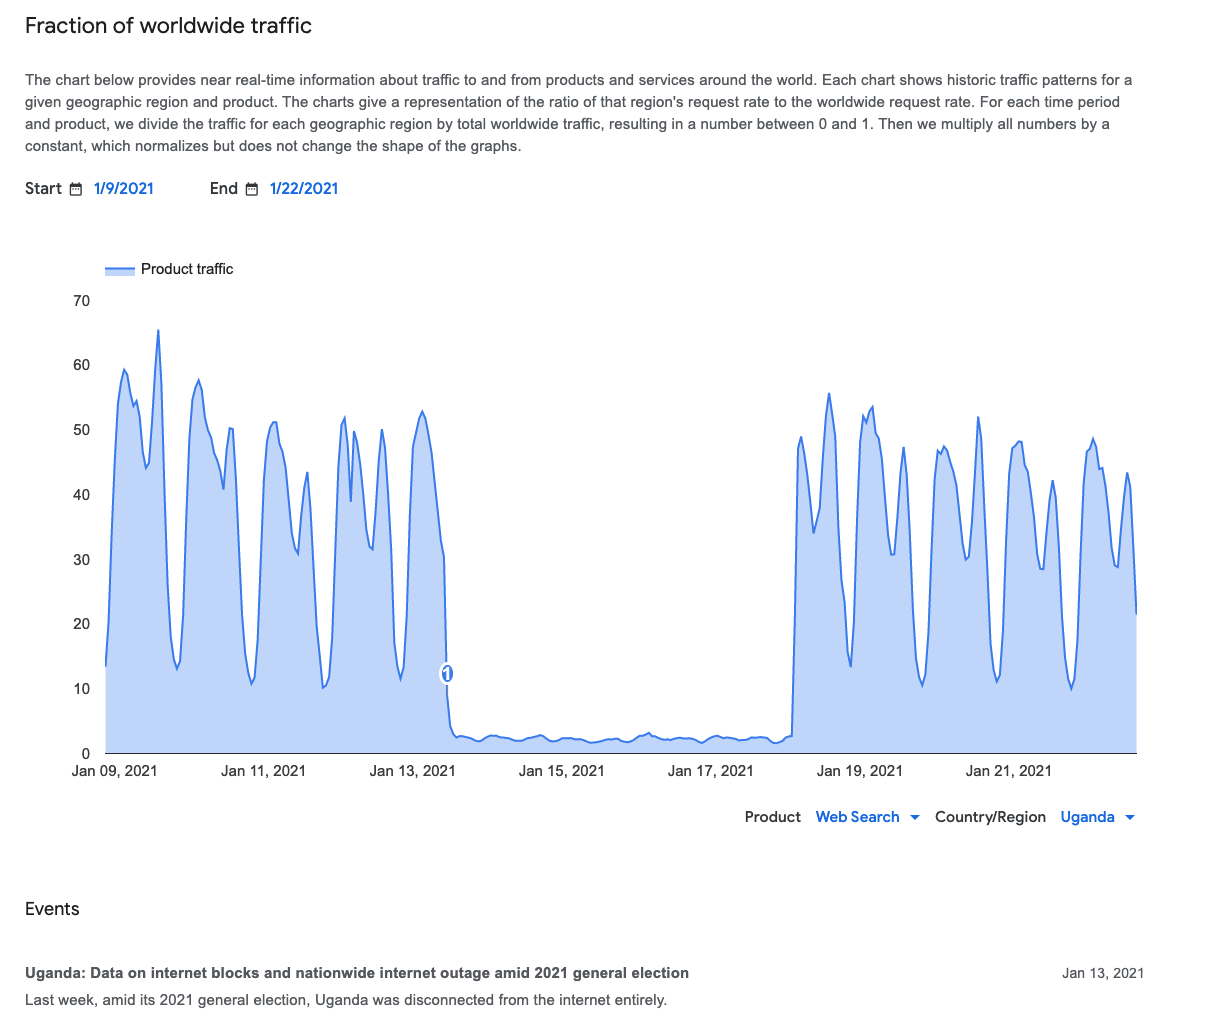 Fraction of worldwide traffic
The chart below provides near real-time information about traffic to and from products and services around the world. Each chart shows historic traffic patterns for a
given geographic region and product. The charts give a representation of the ratio of that region's request rate to the worldwide request rate. For each time period
and product, we divide the traffic for each geographic region by total worldwide traffic, resulting in a number between 0 and 1. Then we multiply all numbers by a
constant, which normalizes but does not change the shape of the graphs.
Start 1/9/2021 End 1/22/2021
Product traffic
70
60
50
40
30
20
10
0
1
Jan 09, 2021 Jan 11, 2021 Jan 13, 2021 Jan 15, 2021 Jan 17, 2021 Jan 19, 2021 Jan 21, 2021
Product Web Search Country/Region Uganda
Events
Uganda: Data on internet blocks and nationwide internet outage amid 2021 general election Jan 13, 2021
Last week, amid its 2021 general election, Uganda was disconnected from the internet entirely.